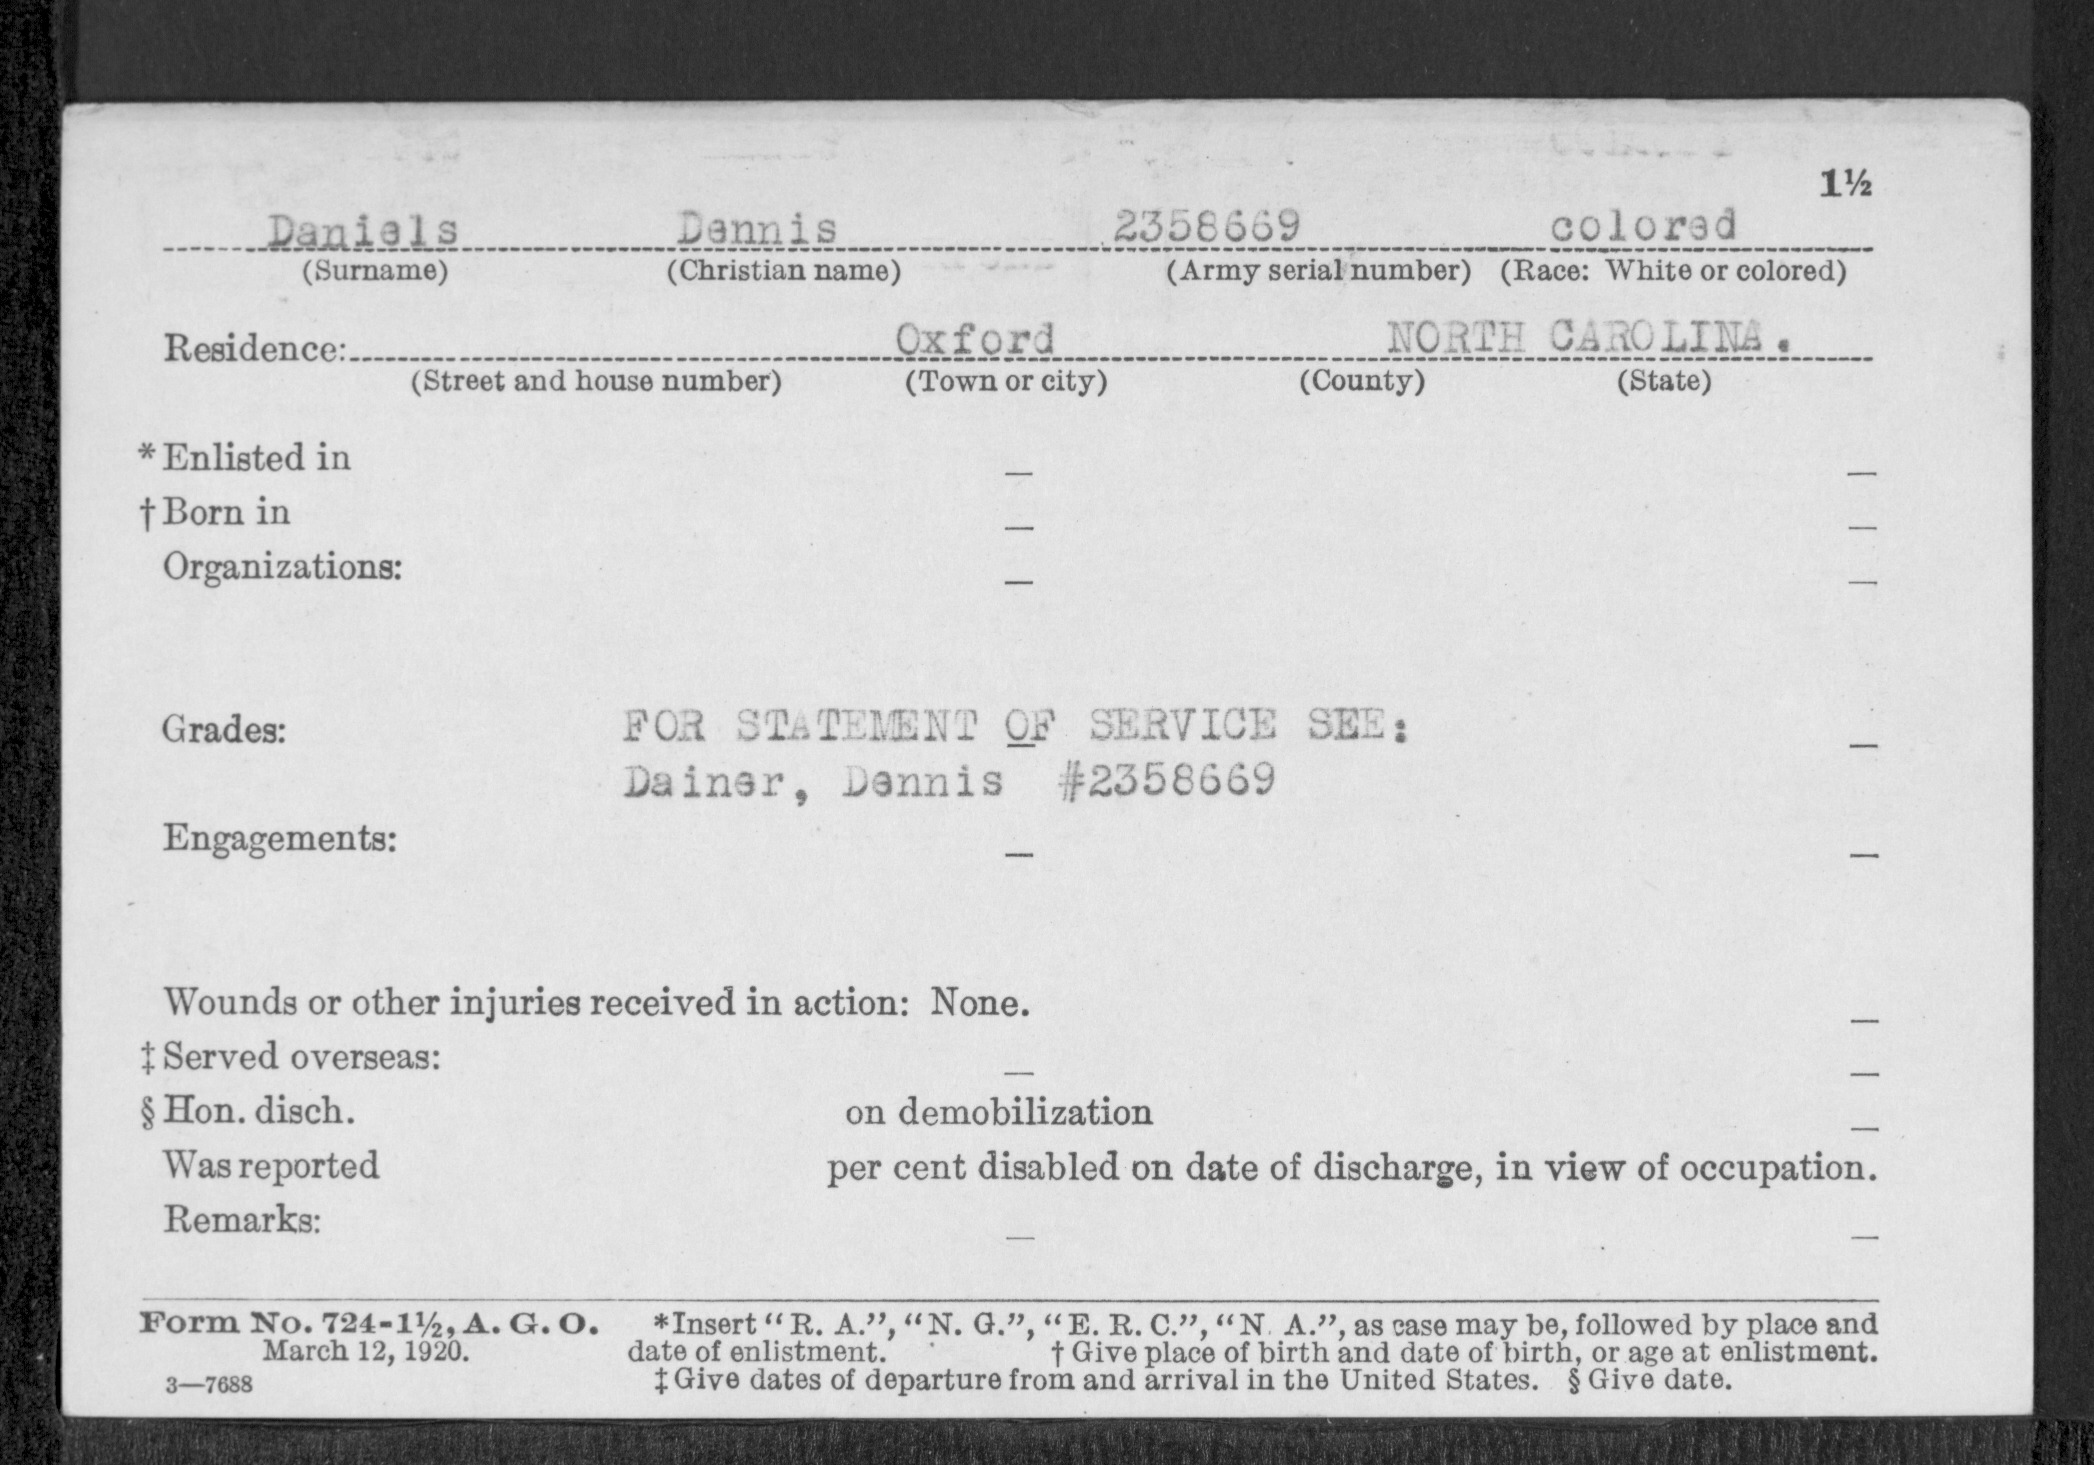 1½
Daniels Dennis 2358669 colored
(Surname) (Christian name) (Army serial number) (Race: White or colored)
Residence: Oxford NORTH CAROLINA.
(Street and house number) (Town or city) (County) (State)
*Enlisted in
†Born in
Organizations:
Grades: FOR STATEMENT OF SERVICE SEE:
Dainer, Dennis #2358669
Engagements:
Wounds or other injuries received in action: None.
‡Served overseas:
§Hon. disch. on demobilization
Was reported per cent disabled on date of discharge, in view of occupation.
Remarks:
Form No. 724-1½, A. G. O. *Insert "R. A.", "N. G.", "E. R. C.", "N. A.", as case may be, followed by place and
March 12, 1920. date of enlistment. †Give place of birth and date of birth, or age at enlistment.
3—7688 ‡Give dates of departure from and arrival in the United States. §Give date.